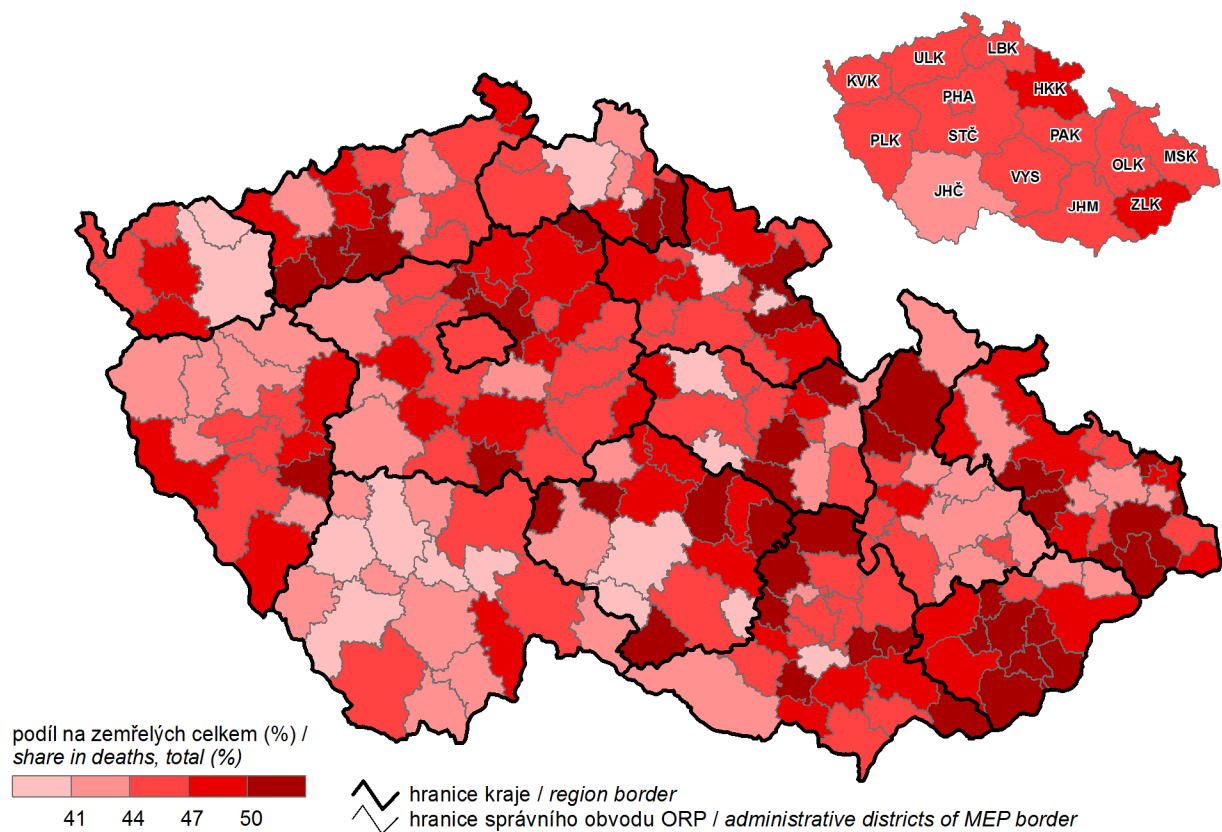 LBK
ULK
KVK
HKK
PHA
PAK
PLK
STČ
MSK
OLK
VYS
JHČ
ZLK
JHM
podíl na zemřelých celkem (%) /
share in deaths, total (%)
41 44 47 50
hranice kraje / region border
hranice správního obvodu ORP / administrative districts of MEP border